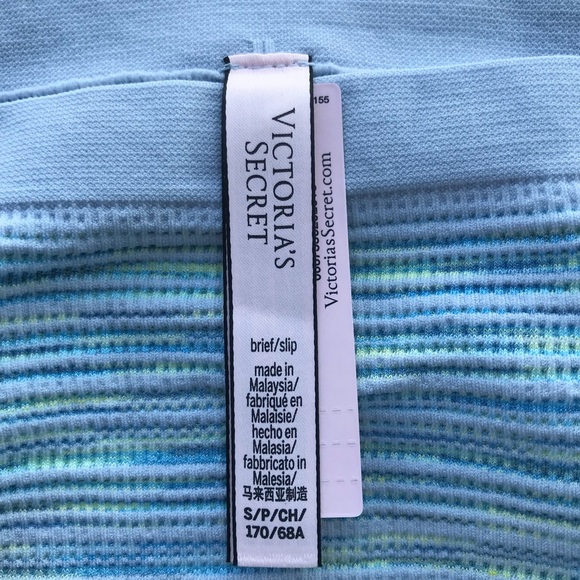 VICTORIA'S
SECRET
brief/slip
made in
Malaysia/
fabriqué en
Malaisie/
hecho en
Malasia/
fabbricato in
Malesia/
马来西亚制造
S/P/CH/
170/68A
155
VictoriasSecret.com